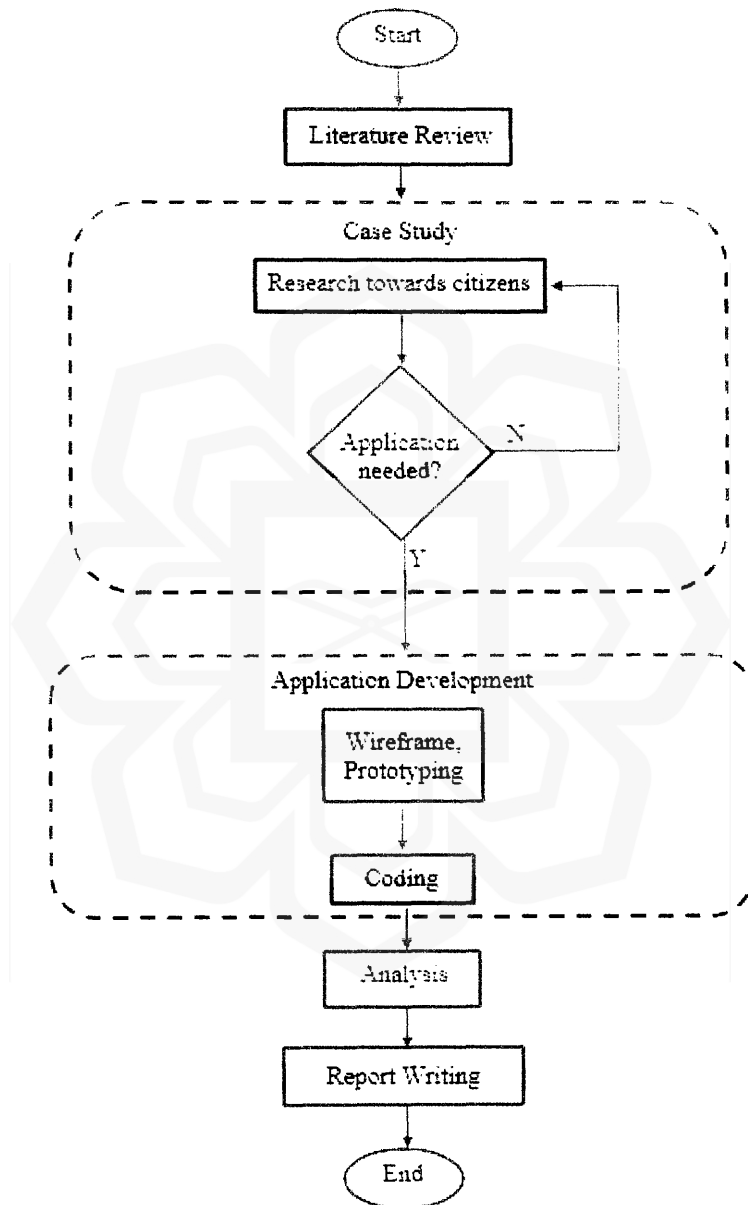 Start
Literature Review
Case Study
Research towards citizens
Application
needed?
N
Y
Application Development
Wireframe,
Prototyping
Coding
Analysis
Report Writing
End